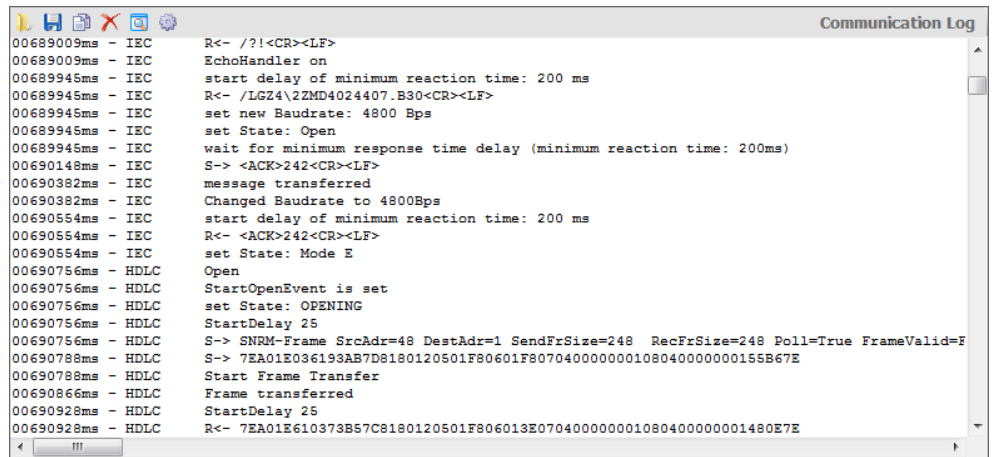 Communication Log
00689009ms - IEC R<- /?!<CR><LF>
00689009ms - IEC EchoHandler on
00689945ms - IEC start delay of minimum reaction time: 200 ms
00689945ms - IEC R<- /LGZ4\2ZMD4024407.B30<CR><LF>
00689945ms - IEC set new Baudrate: 4800 Bps
00689945ms - IEC set State: Open
00689945ms - IEC wait for minimum response time delay (minimum reaction time: 200ms)
00690148ms - IEC S-> <ACK>242<CR><LF>
00690382ms - IEC message transferred
00690382ms - IEC Changed Baudrate to 4800Bps
00690554ms - IEC start delay of minimum reaction time: 200 ms
00690554ms - IEC R<- <ACK>242<CR><LF>
00690554ms - IEC set State: Mode E
00690756ms - HDLC Open
00690756ms - HDLC StartOpenEvent is set
00690756ms - HDLC set State: OPENING
00690756ms - HDLC StartDelay 25
00690756ms - HDLC S-> SNRM-Frame SrcAdr=48 DestAdr=1 SendFrSize=248 RecFrSize=248 Poll=True FrameValid=F
00690788ms - HDLC S-> 7EA01E036193AB7D8180120501F80601F807040000000108040000000155B67E
00690788ms - HDLC Start Frame Transfer
00690866ms - HDLC Frame transferred
00690928ms - HDLC StartDelay 25
00690928ms - HDLC R<- 7EA01E610373B57C8180120501F806013E070400000001080400000001480E7E